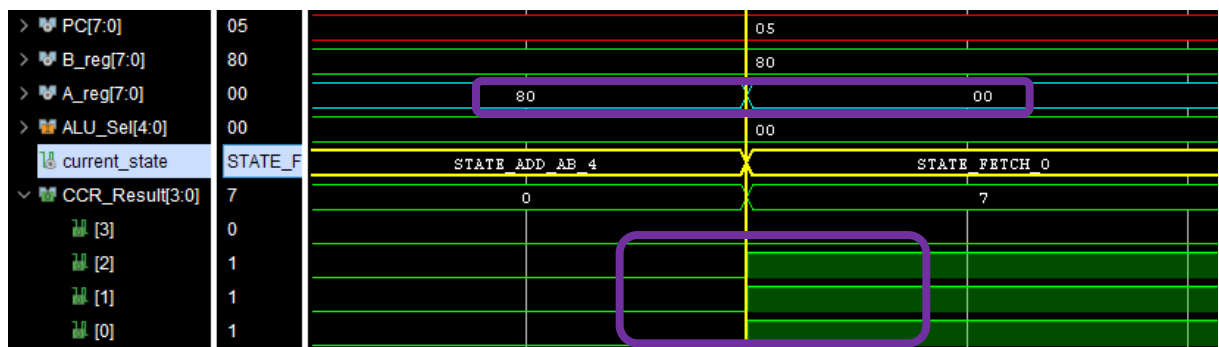 PC[7:0] 05 05
B_reg[7:0] 80 80
A_reg[7:0] 00 80 00
ALU_Sel[4:0] 00 00
current_state STATE_F STATE_ADD_AB_4 STATE_FETCH_0
CCR_Result[3:0] 7 0 7
[3] 0
[2] 1
[1] 1
[0] 1